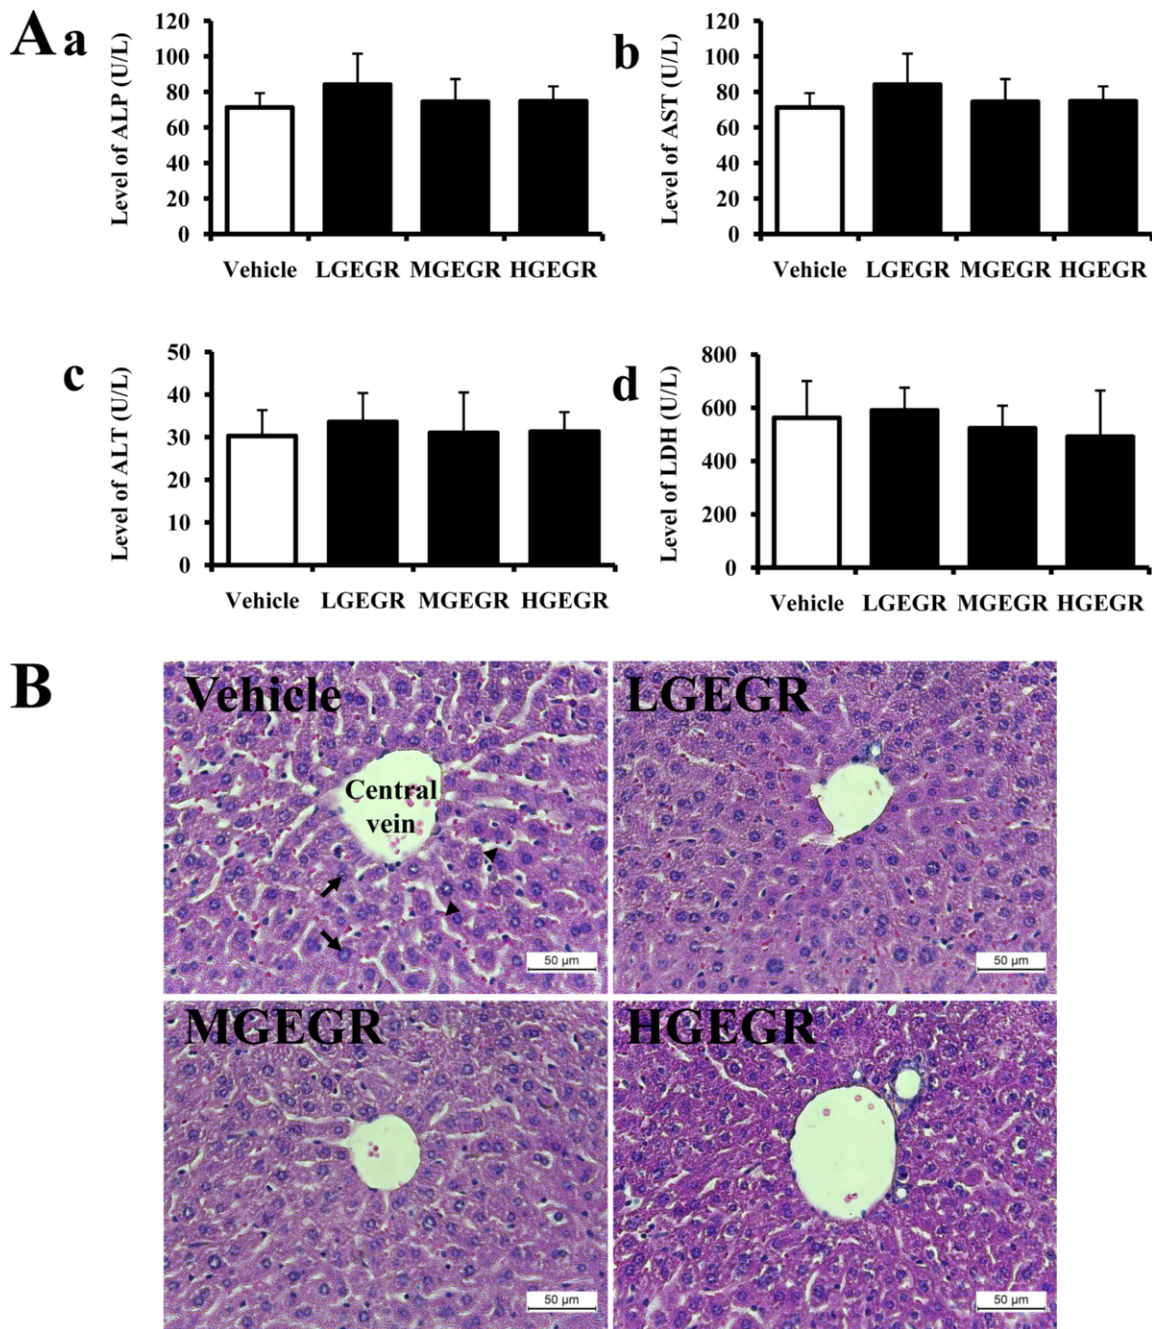 A
a
Level of ALP (U/L)
120
100
80
60
40
20
0
Vehicle LGEGR MGEGR HGEGR
b
Level of AST (U/L)
120
100
80
60
40
20
0
Vehicle LGEGR MGEGR HGEGR
c
Level of ALT (U/L)
50
40
30
20
10
0
Vehicle LGEGR MGEGR HGEGR
d
Level of LDH (U/L)
800
600
400
200
0
Vehicle LGEGR MGEGR HGEGR
B
Vehicle
Central
vein
50 µm
LGEGR
50 µm
MGEGR
50 µm
HGEGR
50 µm